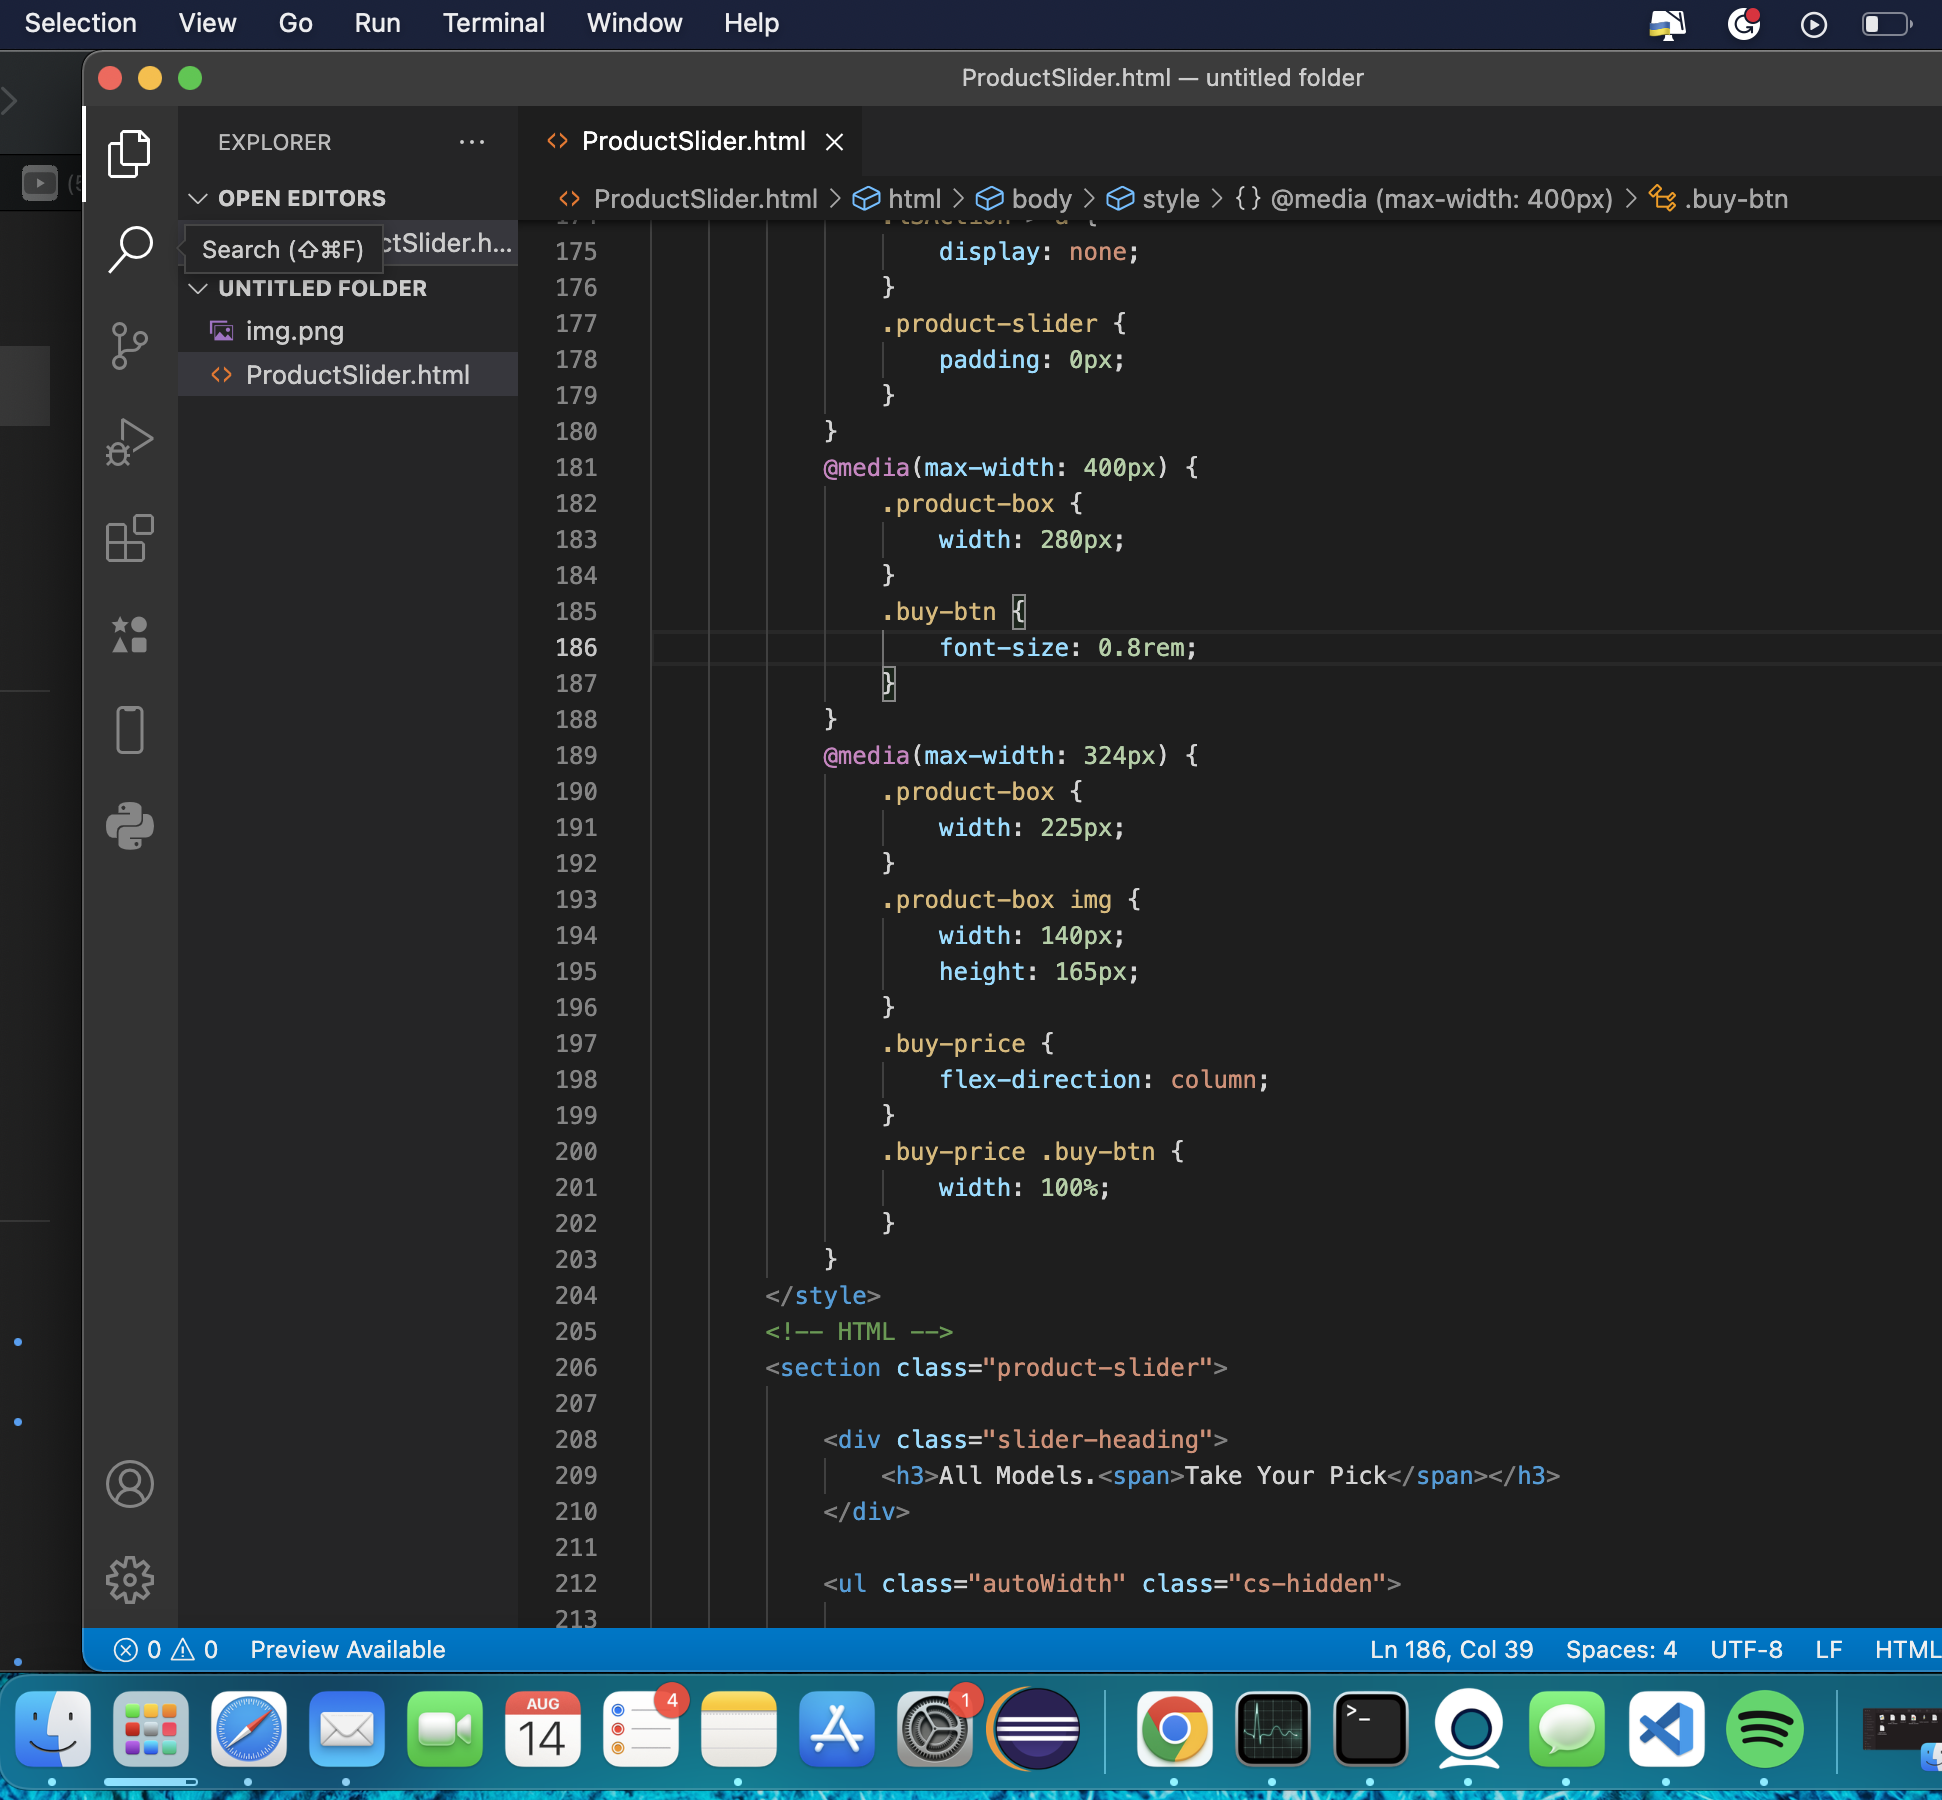 Selection View Go Run Terminal Window Help
ProductSlider.html — untitled folder
EXPLORER ···
ProductSlider.html
OPEN EDITORS
ProductSlider.html > html > body > style > {} @media (max-width: 400px) > .buy-btn
Search (⇧⌘F)
ctSlider.h...
UNTITLED FOLDER
img.png
ProductSlider.html
175 display: none;
176 }
177 .product-slider {
178 padding: 0px;
179 }
180 }
181 @media(max-width: 400px) {
182 .product-box {
183 width: 280px;
184 }
185 .buy-btn {
186 font-size: 0.8rem;
187 }
188 }
189 @media(max-width: 324px) {
190 .product-box {
191 width: 225px;
192 }
193 .product-box img {
194 width: 140px;
195 height: 165px;
196 }
197 .buy-price {
198 flex-direction: column;
199 }
200 .buy-price .buy-btn {
201 width: 100%;
202 }
203 }
204 </style>
205 <!-- HTML -->
206 <section class="product-slider">
207
208 <div class="slider-heading">
209 <h3>All Models.<span>Take Your Pick</span></h3>
210 </div>
211
212 <ul class="autoWidth" class="cs-hidden">
213
0 0 Preview Available Ln 186, Col 39 Spaces: 4 UTF-8 LF HTML
AUG
14
4
1
>_